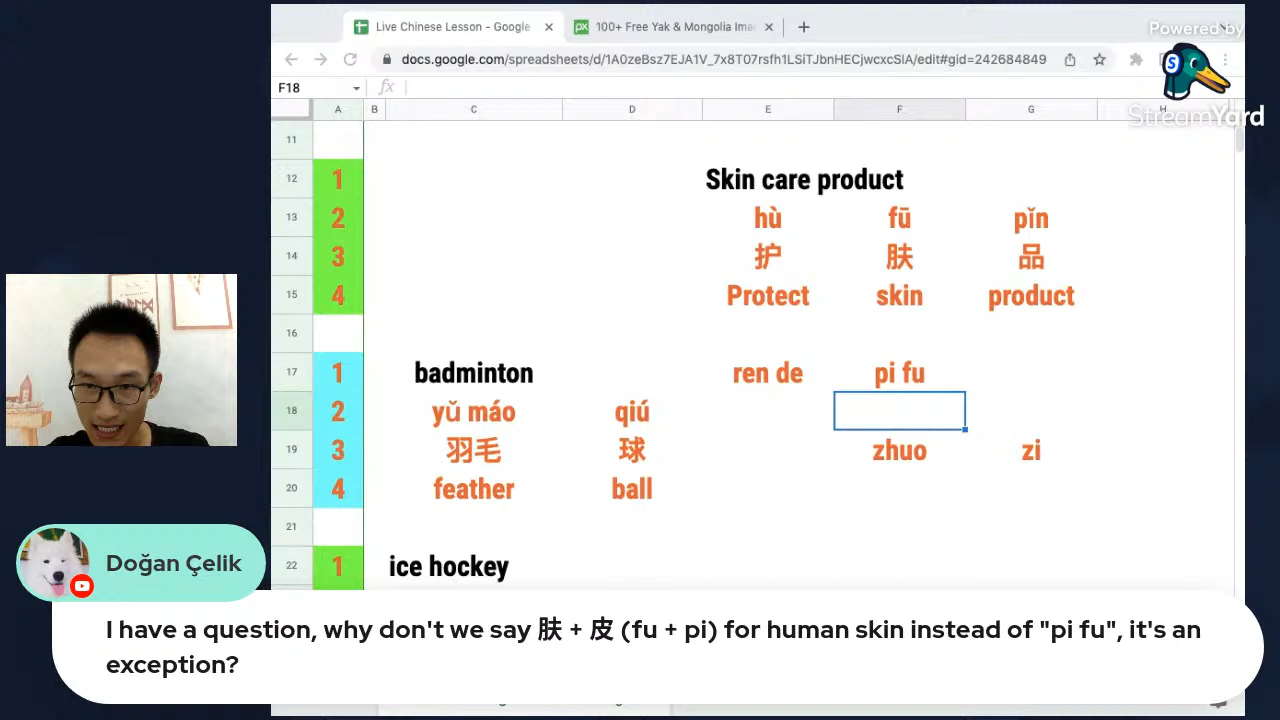 Live Chinese Lesson - Google
100+ Free Yak & Mongolia Ima
Powered by
docs.google.com/spreadsheets/d/1A0zeBsz7EJA1V_7x8T07rsfh1LSiTJbnHECjwcxcSlA/edit#gid=242684849
StreamYard
F18
fx
A B C D E F G H
11
12 1 Skin care product
13 2 hù fū pǐn
14 3 护 肤 品
15 4 Protect skin product
16
17 1 badminton ren de pi fu
18 2 yǔ máo qiú
19 3 羽毛 球 zhuo zi
20 4 feather ball
21
22 1 ice hockey
Doğan Çelik
I have a question, why don't we say 肤 + 皮 (fu + pi) for human skin instead of "pi fu", it's an
exception?